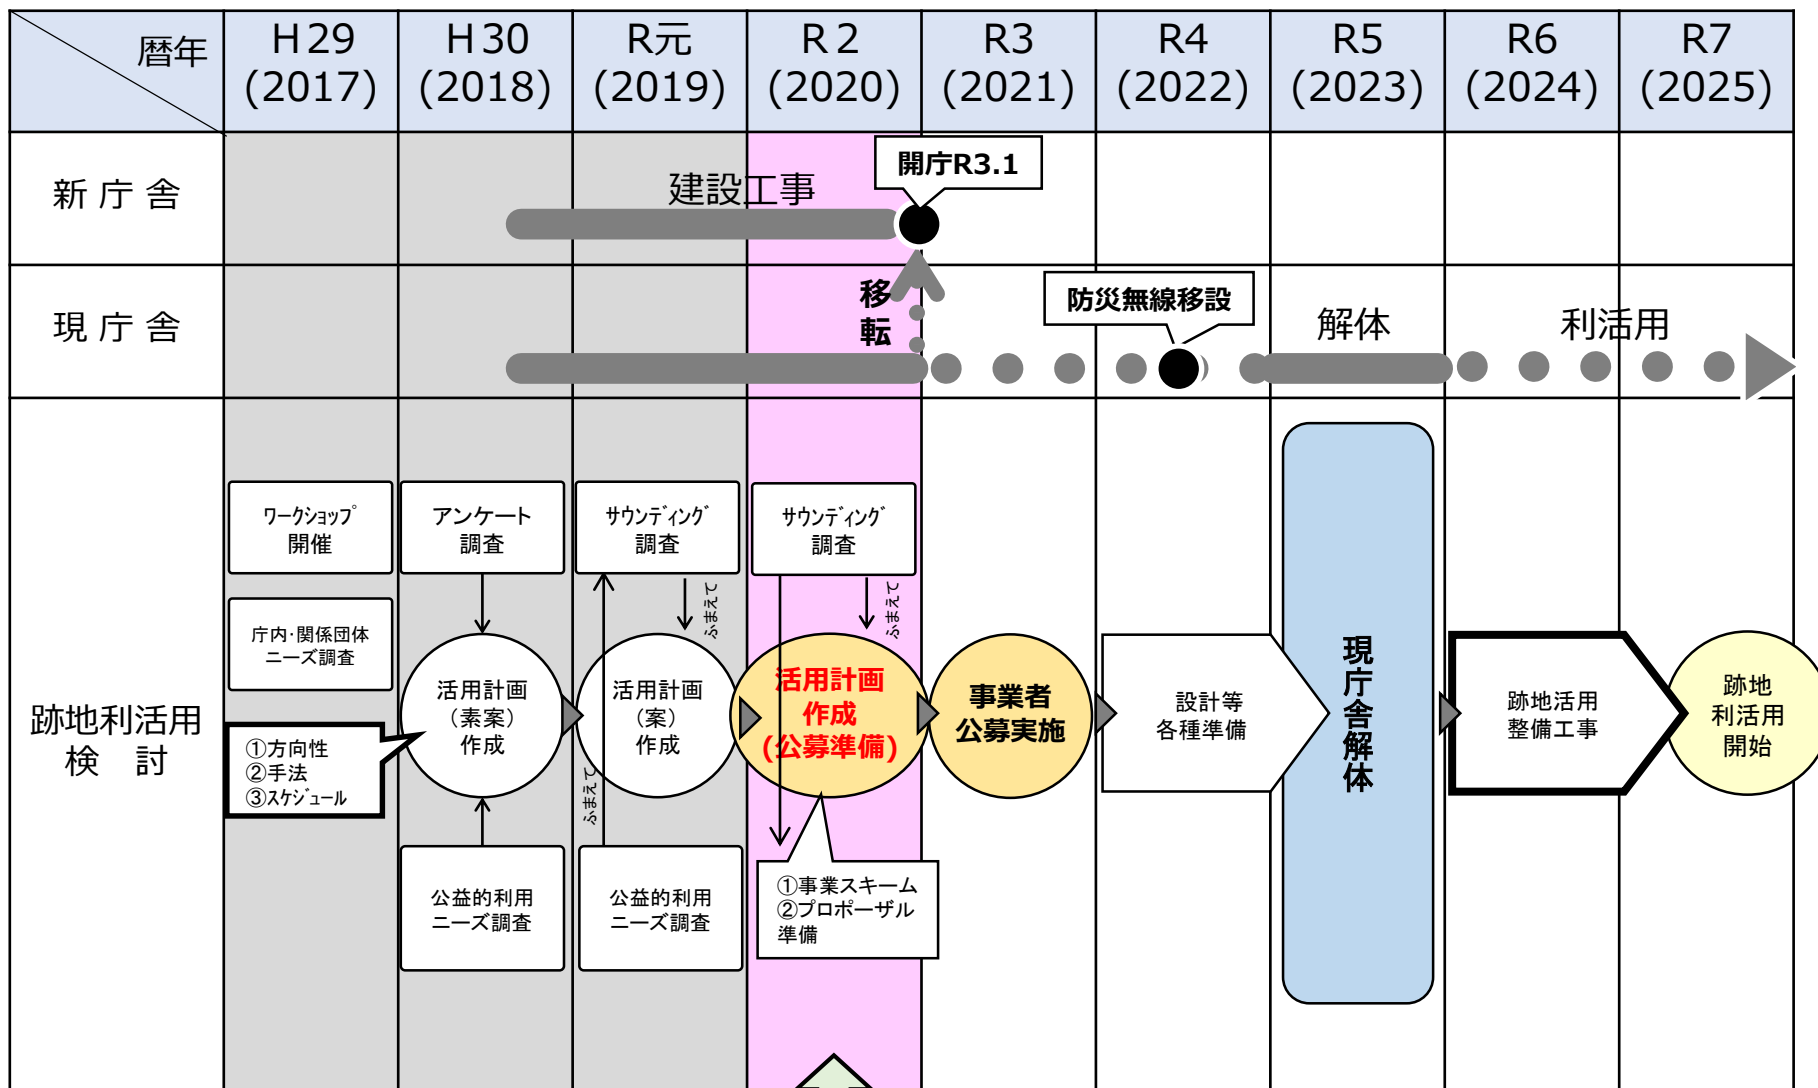 暦年
H29
(2017)
H30
(2018)
R元
(2019)
R2
(2020)
R3
(2021)
R4
(2022)
R5
(2023)
R6
(2024)
R7
(2025)
新庁舎
建設工事
開庁R3.1
現庁舎
移
転
防災無線移設
解体
利活用
跡地利活用
検　討
ワークショップ
開催
庁内・関係団体
ニーズ調査
①方向性
②手法
③スケジュール
アンケート
調査
活用計画
（素案）
作成
公益的利用
ニーズ調査
サウンディング
調査
ふまえて
活用計画
（案）
作成
ふまえて
公益的利用
ニーズ調査
サウンディング
調査
ふまえて
活用計画
作成
(公募準備)
①事業スキーム
②プロポーザル
準備
事業者
公募実施
設計等
各種準備
現庁舎解体
跡地活用
整備工事
跡地
利活用
開始